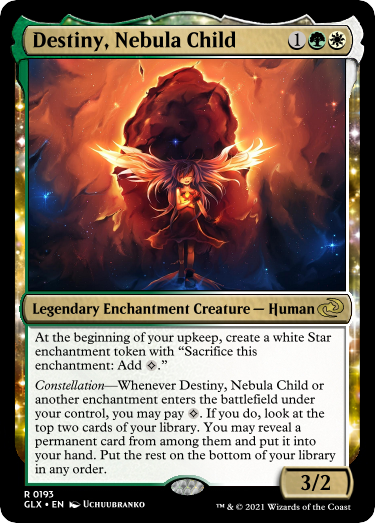 Destiny, Nebula Child 1
Legendary Enchantment Creature — Human
At the beginning of your upkeep, create a white Star
enchantment token with “Sacrifice this
enchantment: Add .”
Constellation—Whenever Destiny, Nebula Child or
another enchantment enters the battlefield under
your control, you may pay . If you do, look at the
top two cards of your library. You may reveal a
permanent card from among them and put it into
your hand. Put the rest on the bottom of your library
in any order.
3/2
R 0193
GLX • EN Uchuubranko
™ & © 2021 Wizards of the Coast